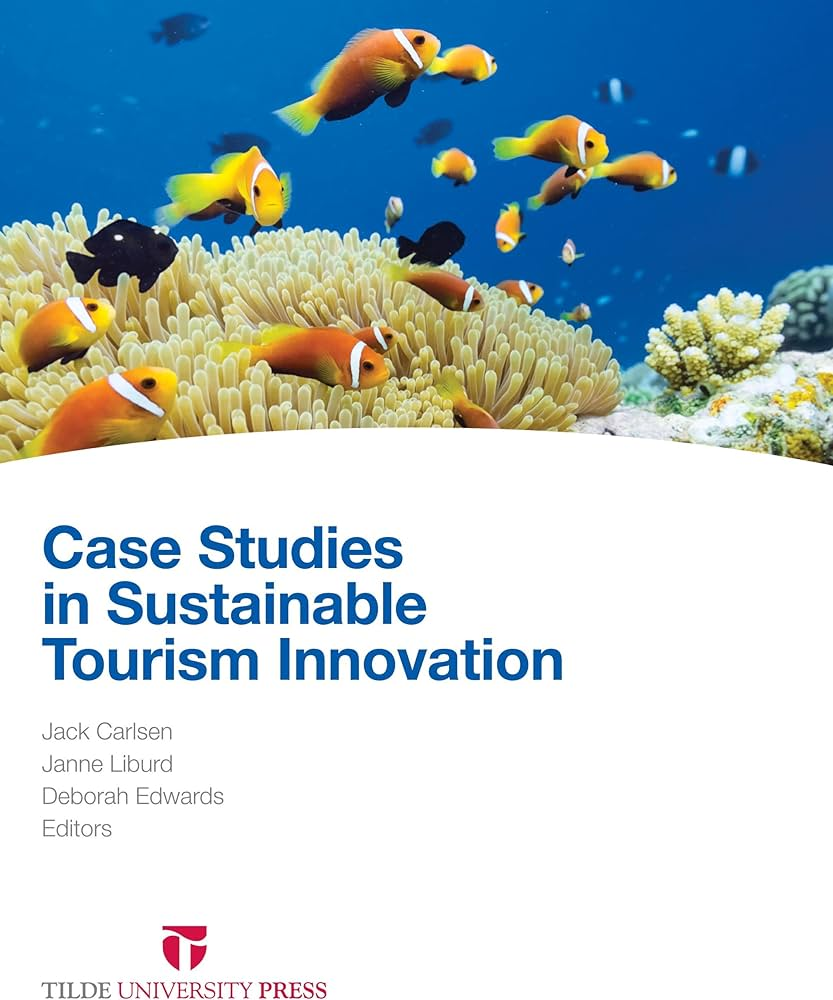 Case Studies
in Sustainable
Tourism Innovation
Jack Carlsen
Janne Liburd
Deborah Edwards
Editors
TILDE UNIVERSITY PRESS